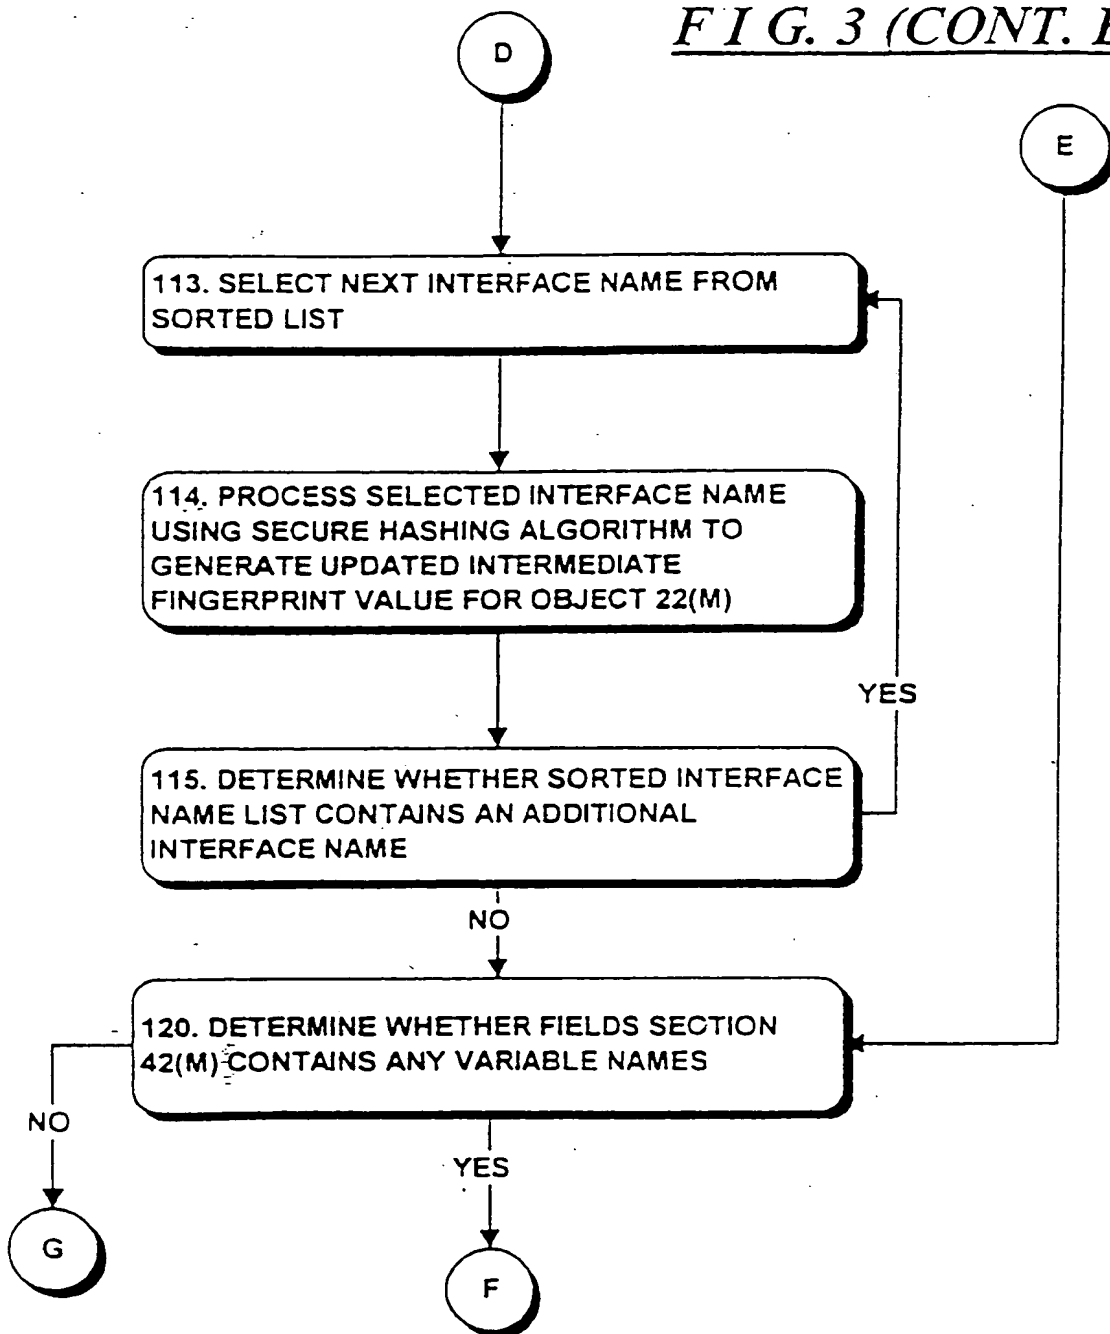 F I G. 3 (CONT.
D
E
113. SELECT NEXT INTERFACE NAME FROM
SORTED LIST
114. PROCESS SELECTED INTERFACE NAME
USING SECURE HASHING ALGORITHM TO
GENERATE UPDATED INTERMEDIATE
FINGERPRINT VALUE FOR OBJECT 22(M)
YES
115. DETERMINE WHETHER SORTED INTERFACE
NAME LIST CONTAINS AN ADDITIONAL
INTERFACE NAME
NO
120. DETERMINE WHETHER FIELDS SECTION
42(M) CONTAINS ANY VARIABLE NAMES
NO
YES
G
F